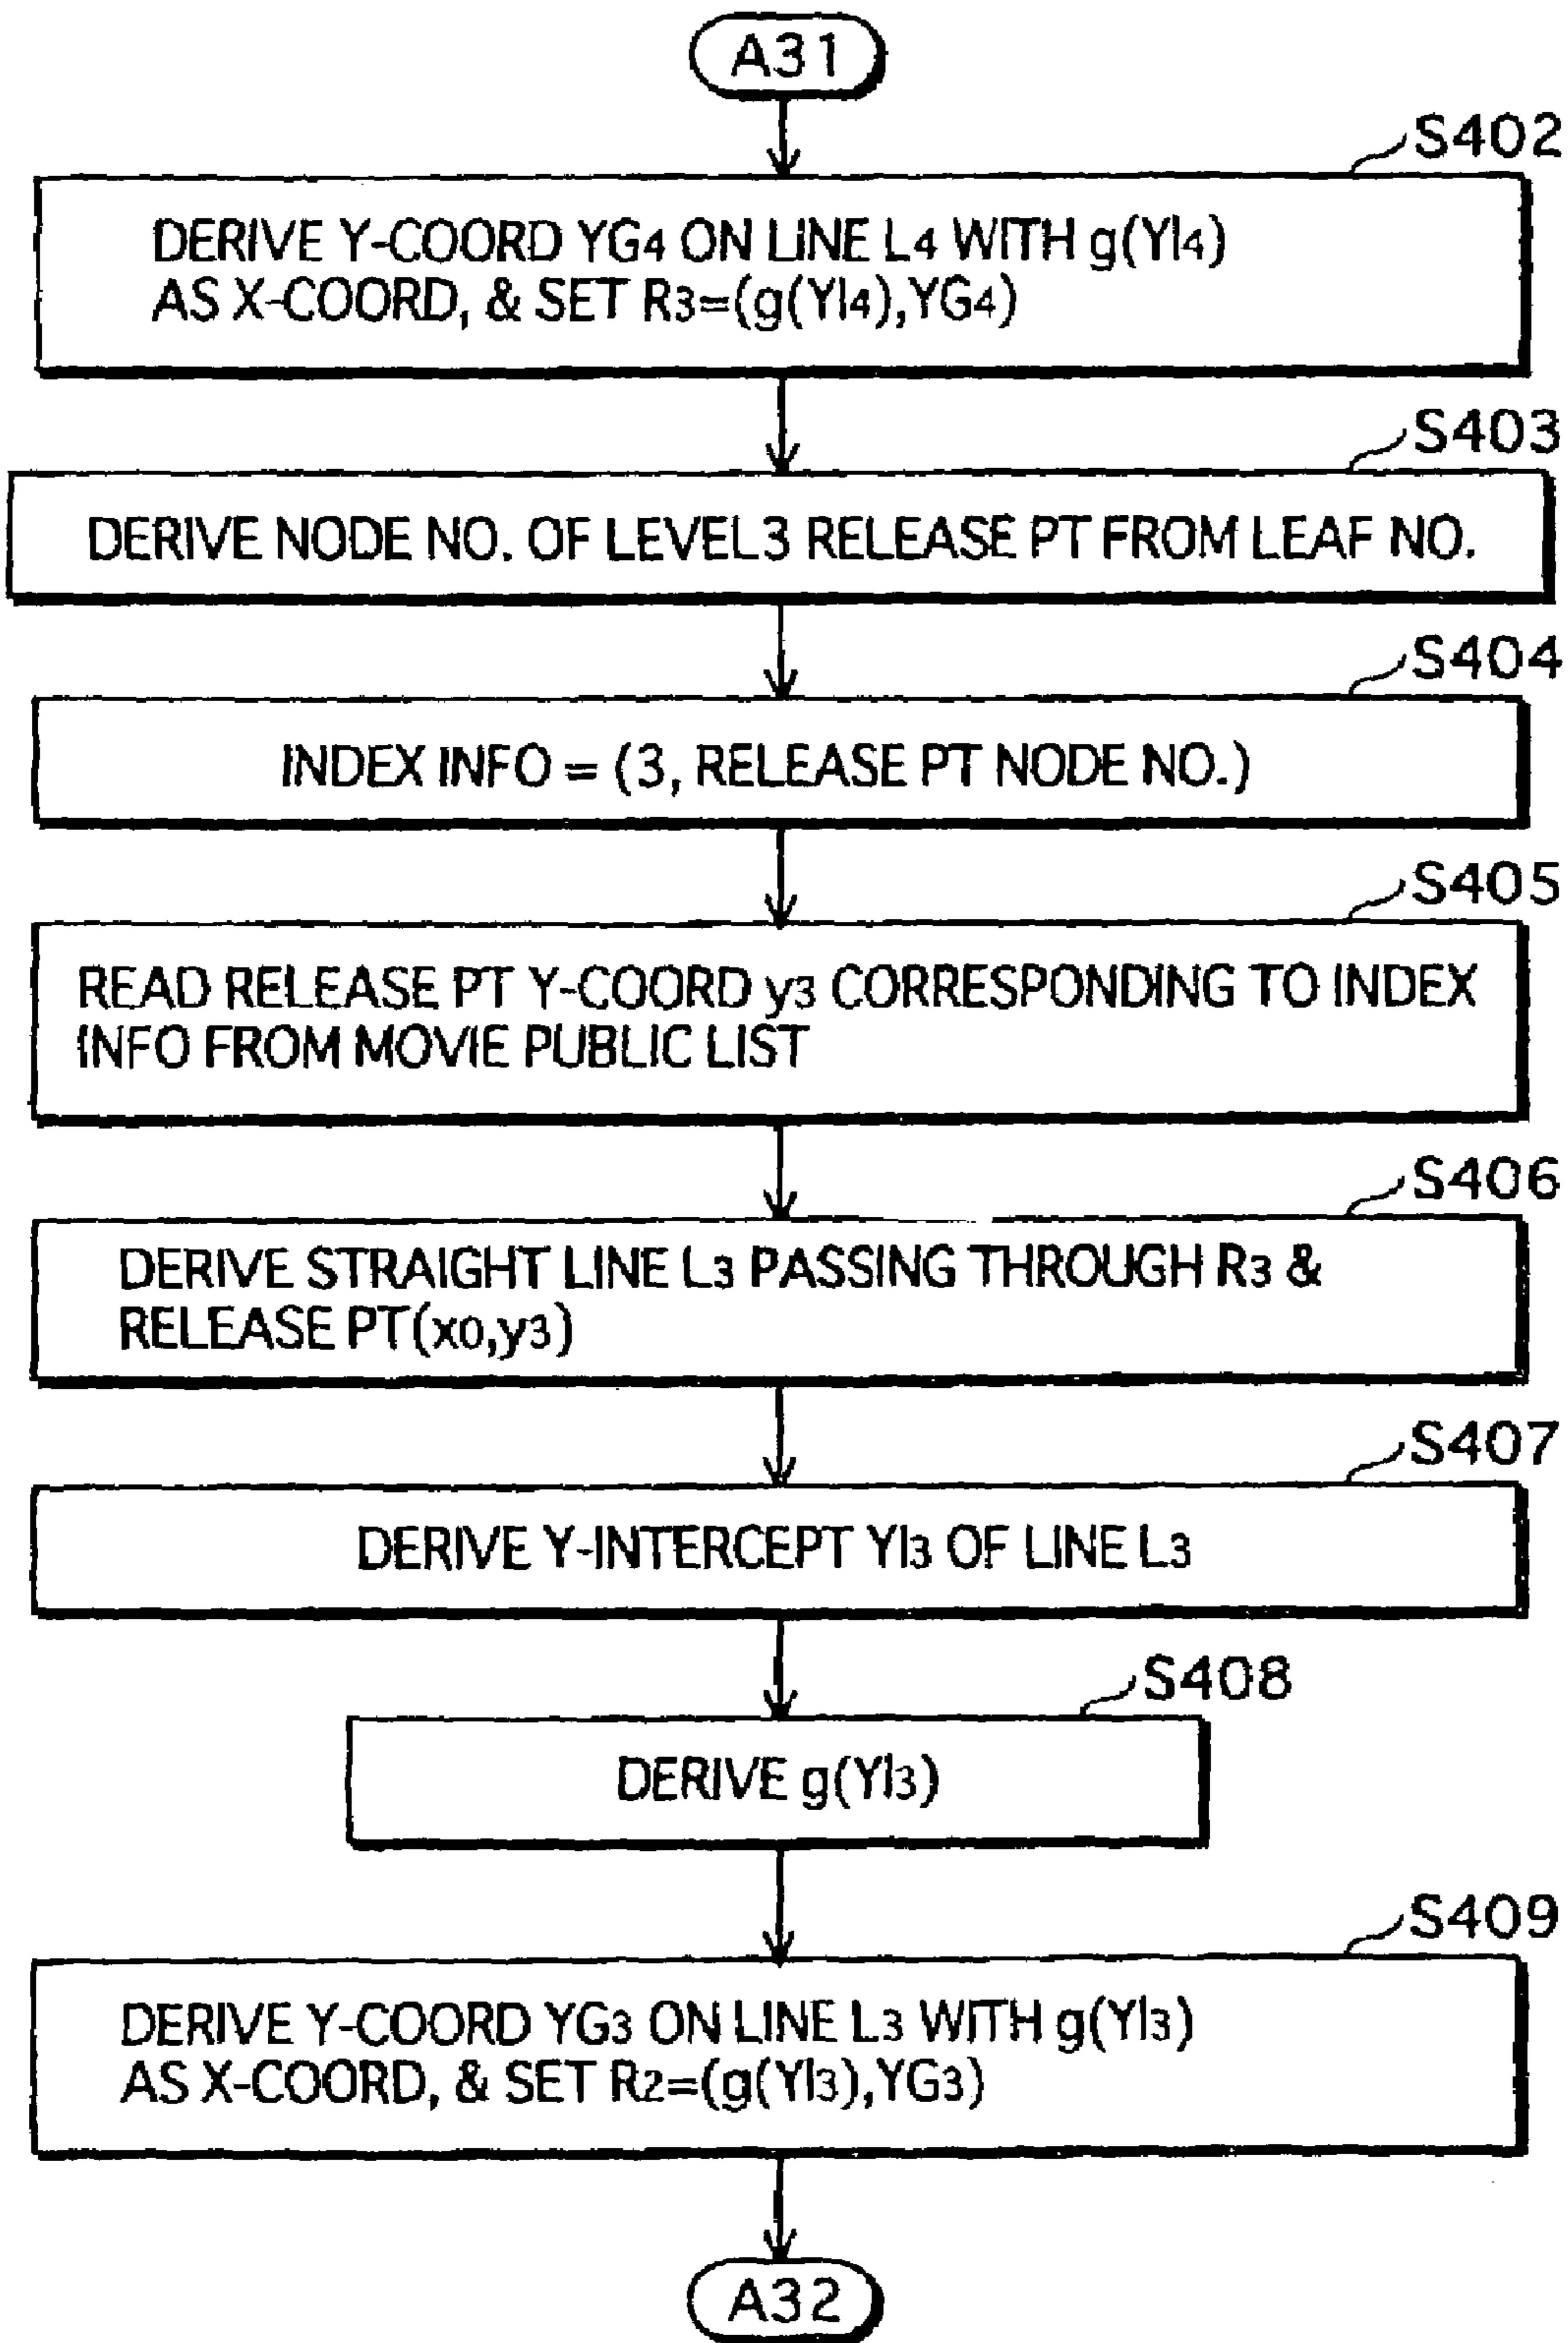 A31
S402
DERIVE Y-COORD YG4 ON LINE L4 WITH g(YI4)
AS X-COORD, & SET R3=(g(YI4),YG4)
S403
DERIVE NODE NO. OF LEVEL3 RELEASE PT FROM LEAF NO.
S404
INDEX INFO = (3, RELEASE PT NODE NO.)
S405
READ RELEASE PT Y-COORD y3 CORRESPONDING TO INDEX
INFO FROM MOVIE PUBLIC LIST
S406
DERIVE STRAIGHT LINE L3 PASSING THROUGH R3 &
RELEASE PT(x0,y3)
S407
DERIVE Y-INTERCEPT YI3 OF LINE L3
S408
DERIVE g(YI3)
S409
DERIVE Y-COORD YG3 ON LINE L3 WITH g(YI3)
AS X-COORD, & SET R2=(g(YI3),YG3)
A32